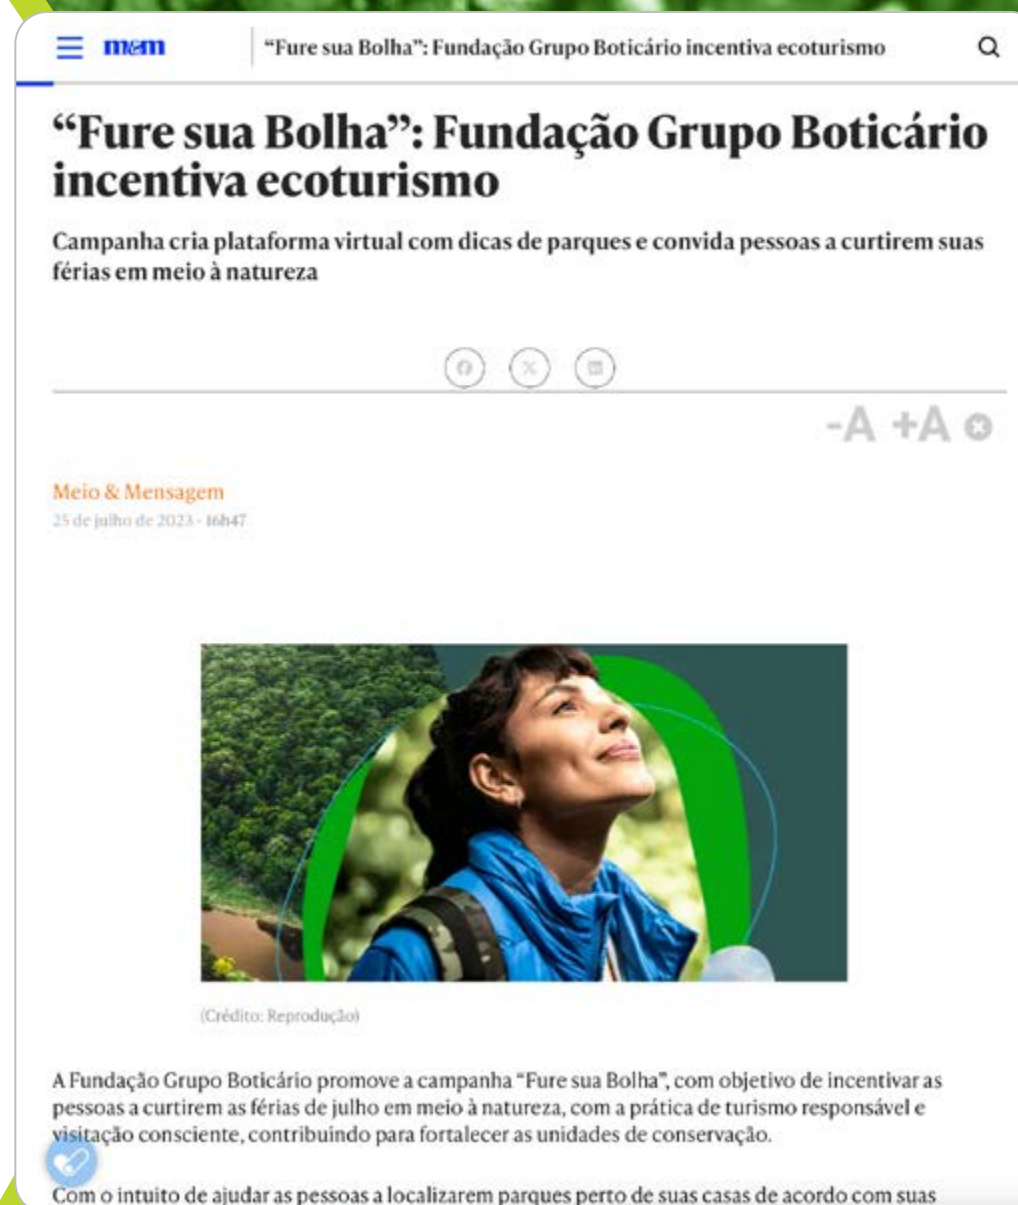 mem
“Fure sua Bolha”: Fundação Grupo Boticário incentiva ecoturismo
“Fure sua Bolha”: Fundação Grupo Boticário
incentiva ecoturismo
Campanha cria plataforma virtual com dicas de parques e convida pessoas a curtirem suas
férias em meio à natureza
-A +A
Meio & Mensagem
25 de julho de 2023 - 16h47
(Crédito: Reprodução)
A Fundação Grupo Boticário promove a campanha “Fure sua Bolha”, com objetivo de incentivar as
pessoas a curtirem as férias de julho em meio à natureza, com a prática de turismo responsável e
visitação consciente, contribuindo para fortalecer as unidades de conservação.
Com o intuito de ajudar as pessoas a localizarem parques perto de suas casas de acordo com suas